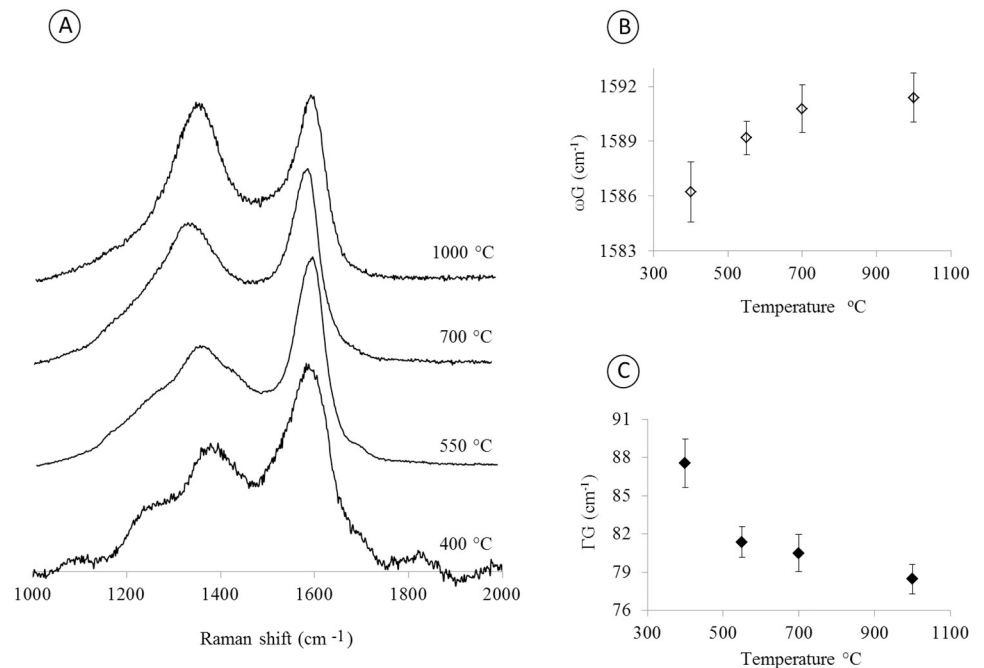 A
1000 °C
700 °C
550 °C
400 °C
1000 1200 1400 1600 1800 2000
Raman shift (cm-1)
B
1592
1589
1586
1583
ωG (cm-1)
300 500 700 900 1100
Temperature ºC
C
91
88
85
82
79
76
ΓG (cm-1)
300 500 700 900 1100
Temperature °C